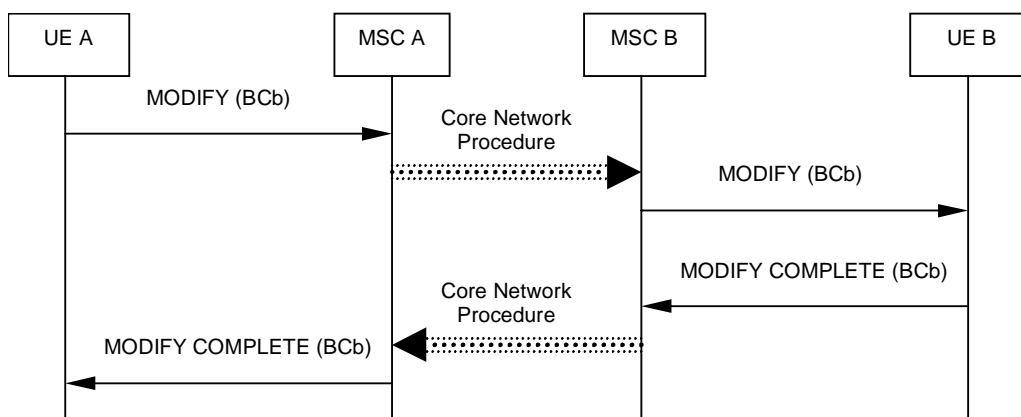 UE A
MSC A
MSC B
UE B
MODIFY (BCb)
Core Network
Procedure
MODIFY (BCb)
MODIFY COMPLETE (BCb)
Core Network
Procedure
MODIFY COMPLETE (BCb)